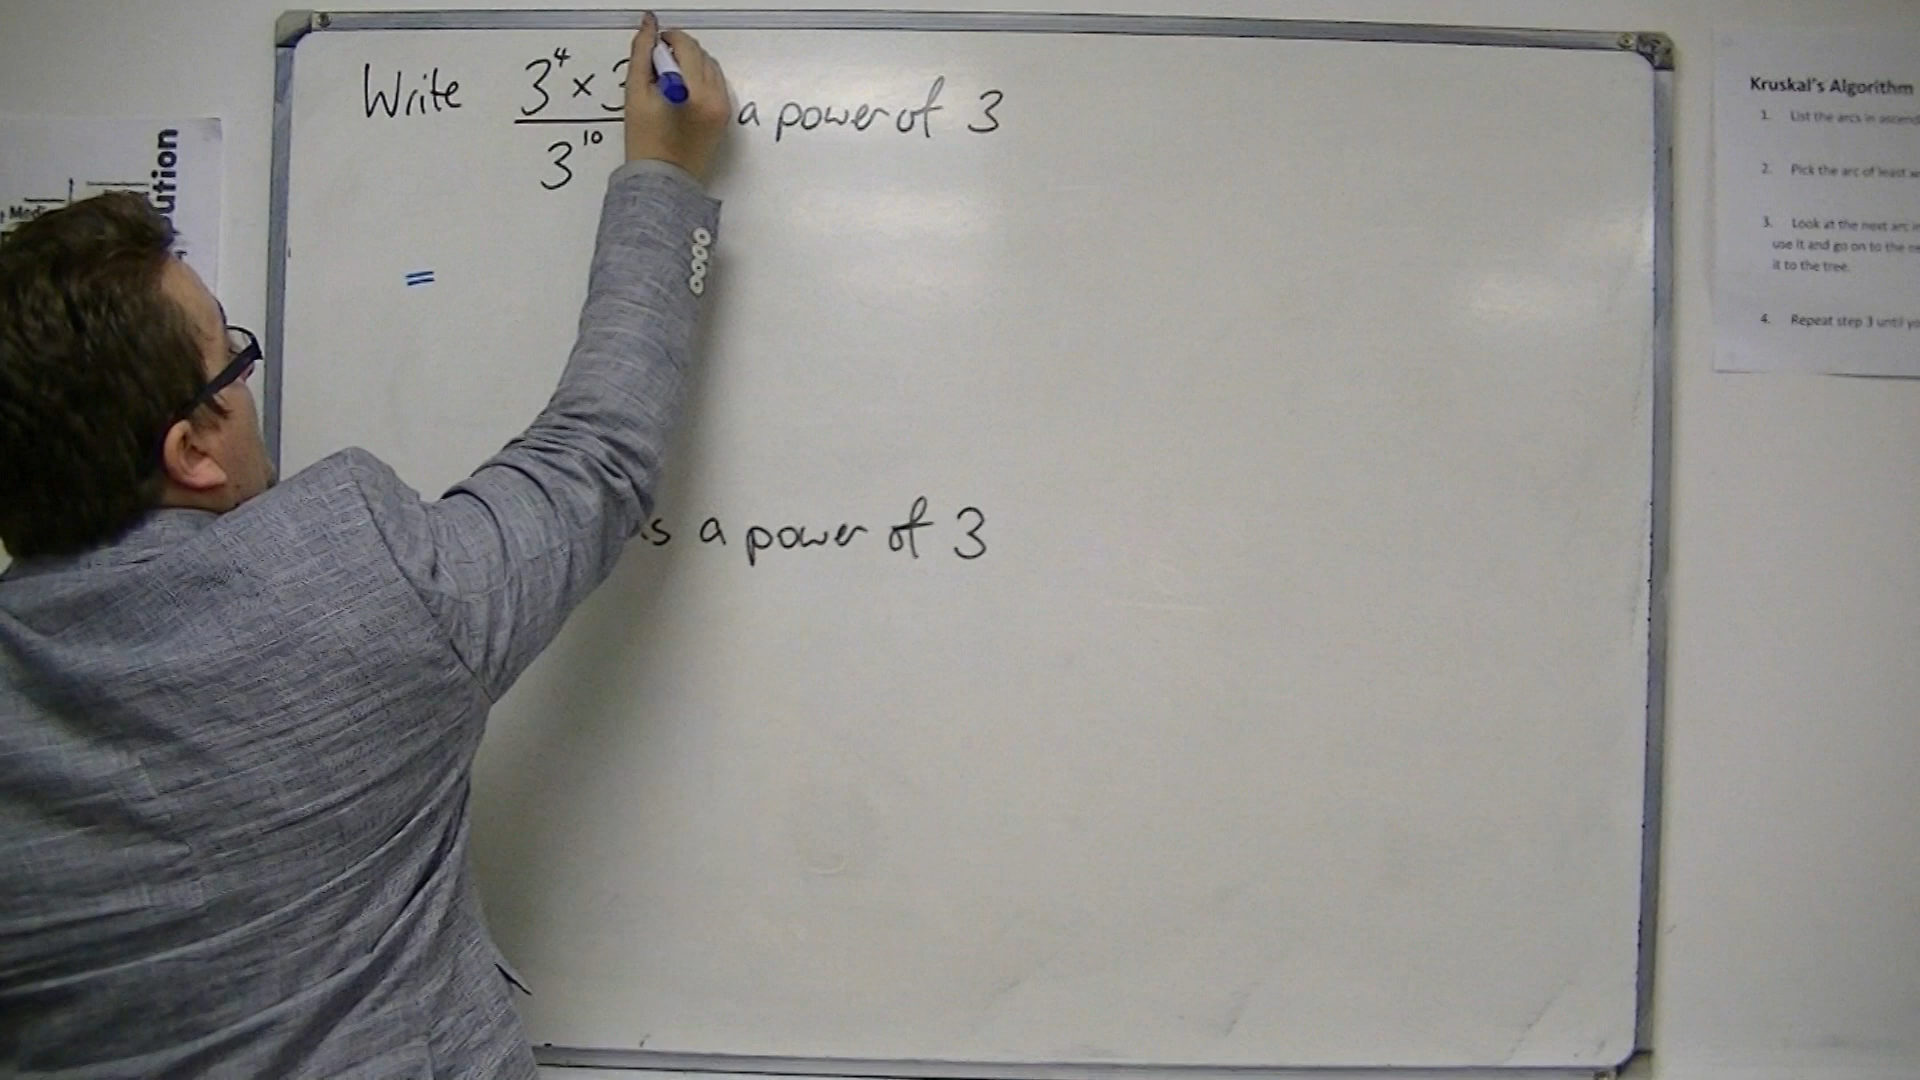 Write 3⁴ × 3 a power of 3
3¹⁰
=
s a power of 3
ution
Kruskal's Algorithm
1. List the arcs in ascend
2. Pick the arc of least w
3. Look at the next arc i
use it and go on to the ne
it to the tree.
4. Repeat step 3 until yo